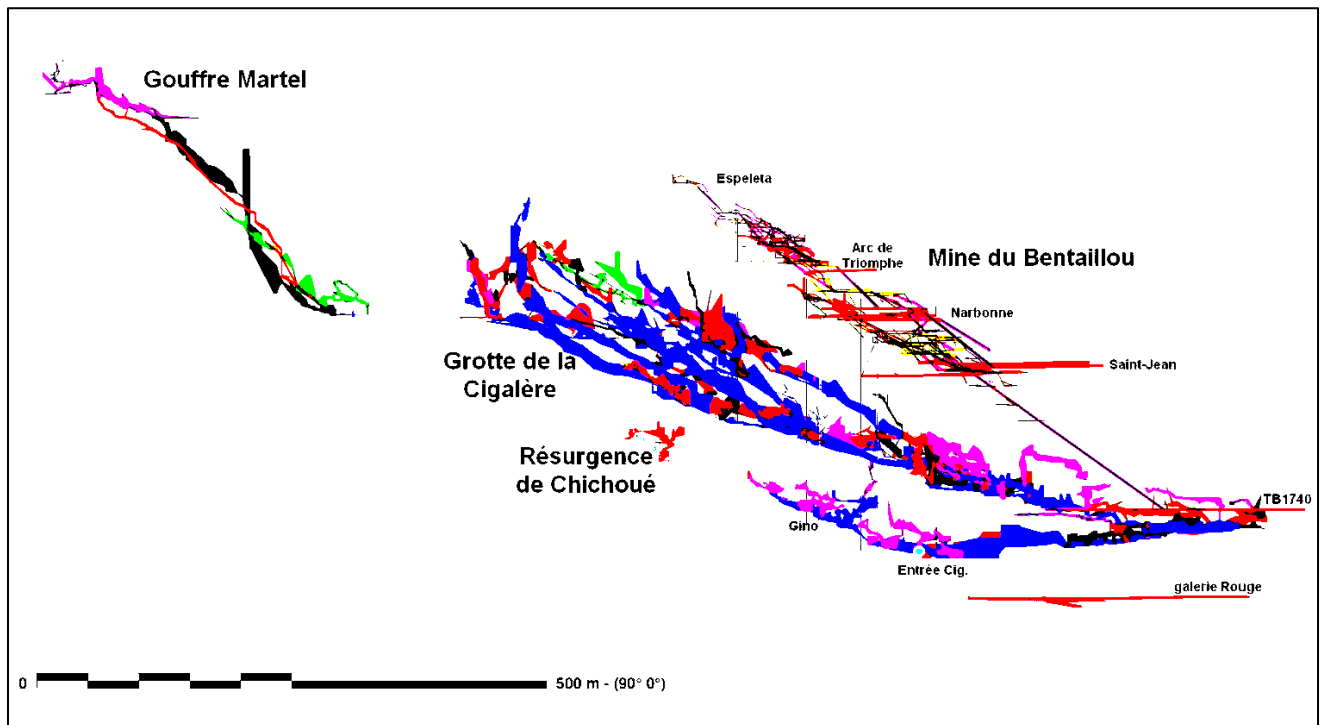 Gouffre Martel
Espeleta
Arc de
Triomphe
Mine du Bentaillou
Narbonne
Saint-Jean
Grotte de la
Cigalère
Résurgence
de Chichoué
TB1740
Gino
Entrée Cig.
galerie Rouge
0
500 m - (90° 0°)